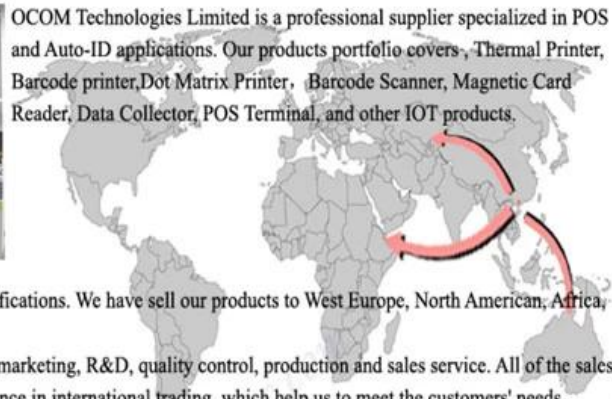 OCOM Technologies Limited is a professional supplier specialized in POS
and Auto-ID applications. Our products portfolio covers , Thermal Printer,
Barcode printer,Dot Matrix Printer，Barcode Scanner, Magnetic Card
Reader, Data Collector, POS Terminal, and other IOT products.
fications. We have sell our products to West Europe, North American, Africa,
marketing, R&D, quality control, production and sales service. All of the sales
nce in international trading, which help us to meet the customers' needs